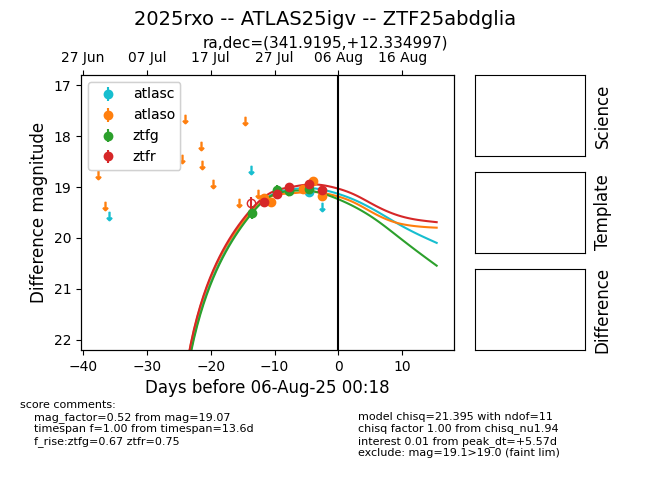 2025rxo -- ATLAS25igv -- ZTF25abdglia
ra,dec=(341.9195,+12.334997)
27 Jun 07 Jul 17 Jul 27 Jul 06 Aug 16 Aug
atlasc
atlaso
ztfg
ztfr
17
18
19
20
21
22
Difference magnitude
−40 −30 −20 −10 0 10
Days before 06-Aug-25 00:18
Science
Template
Difference
score comments:
mag_factor=0.52 from mag=19.07
timespan f=1.00 from timespan=13.6d
f_rise:ztfg=0.67 ztfr=0.75
model chisq=21.395 with ndof=11
chisq factor 1.00 from chisq_nu1.94
interest 0.01 from peak_dt=+5.57d
exclude: mag=19.1>19.0 (faint lim)